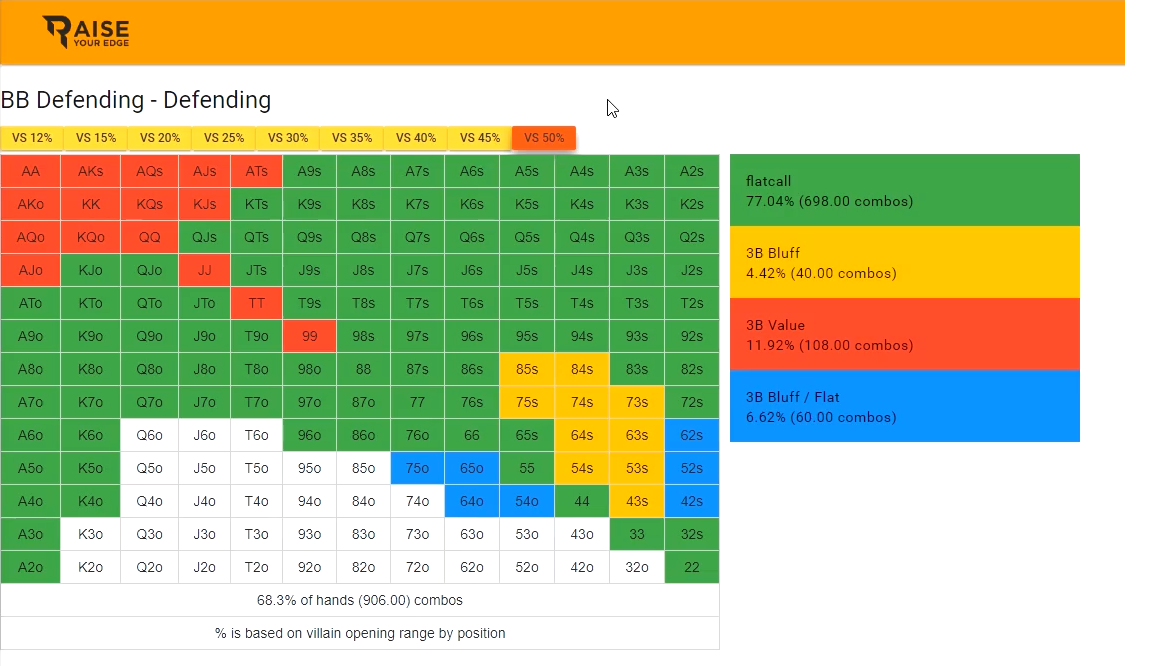 RAISE
YOUR EDGE
BB Defending - Defending
VS 12% VS 15% VS 20% VS 25% VS 30% VS 35% VS 40% VS 45% VS 50%
AA AKs AQs AJs ATs A9s A8s A7s A6s A5s A4s A3s A2s
AKo KK KQs KJs KTs K9s K8s K7s K6s K5s K4s K3s K2s
AQo KQo QQ QJs QTs Q9s Q8s Q7s Q6s Q5s Q4s Q3s Q2s
AJo KJo QJo JJ JTs J9s J8s J7s J6s J5s J4s J3s J2s
ATo KTo QTo JTo TT T9s T8s T7s T6s T5s T4s T3s T2s
A9o K9o Q9o J9o T9o 99 98s 97s 96s 95s 94s 93s 92s
A8o K8o Q8o J8o T8o 98o 88 87s 86s 85s 84s 83s 82s
A7o K7o Q7o J7o T7o 97o 87o 77 76s 75s 74s 73s 72s
A6o K6o Q6o J6o T6o 96o 86o 76o 66 65s 64s 63s 62s
A5o K5o Q5o J5o T5o 95o 85o 75o 65o 55 54s 53s 52s
A4o K4o Q4o J4o T4o 94o 84o 74o 64o 54o 44 43s 42s
A3o K3o Q3o J3o T3o 93o 83o 73o 63o 53o 43o 33 32s
A2o K2o Q2o J2o T2o 92o 82o 72o 62o 52o 42o 32o 22
68.3% of hands (906.00) combos
% is based on villain opening range by position
flatcall
77.04% (698.00 combos)
3B Bluff
4.42% (40.00 combos)
3B Value
11.92% (108.00 combos)
3B Bluff / Flat
6.62% (60.00 combos)